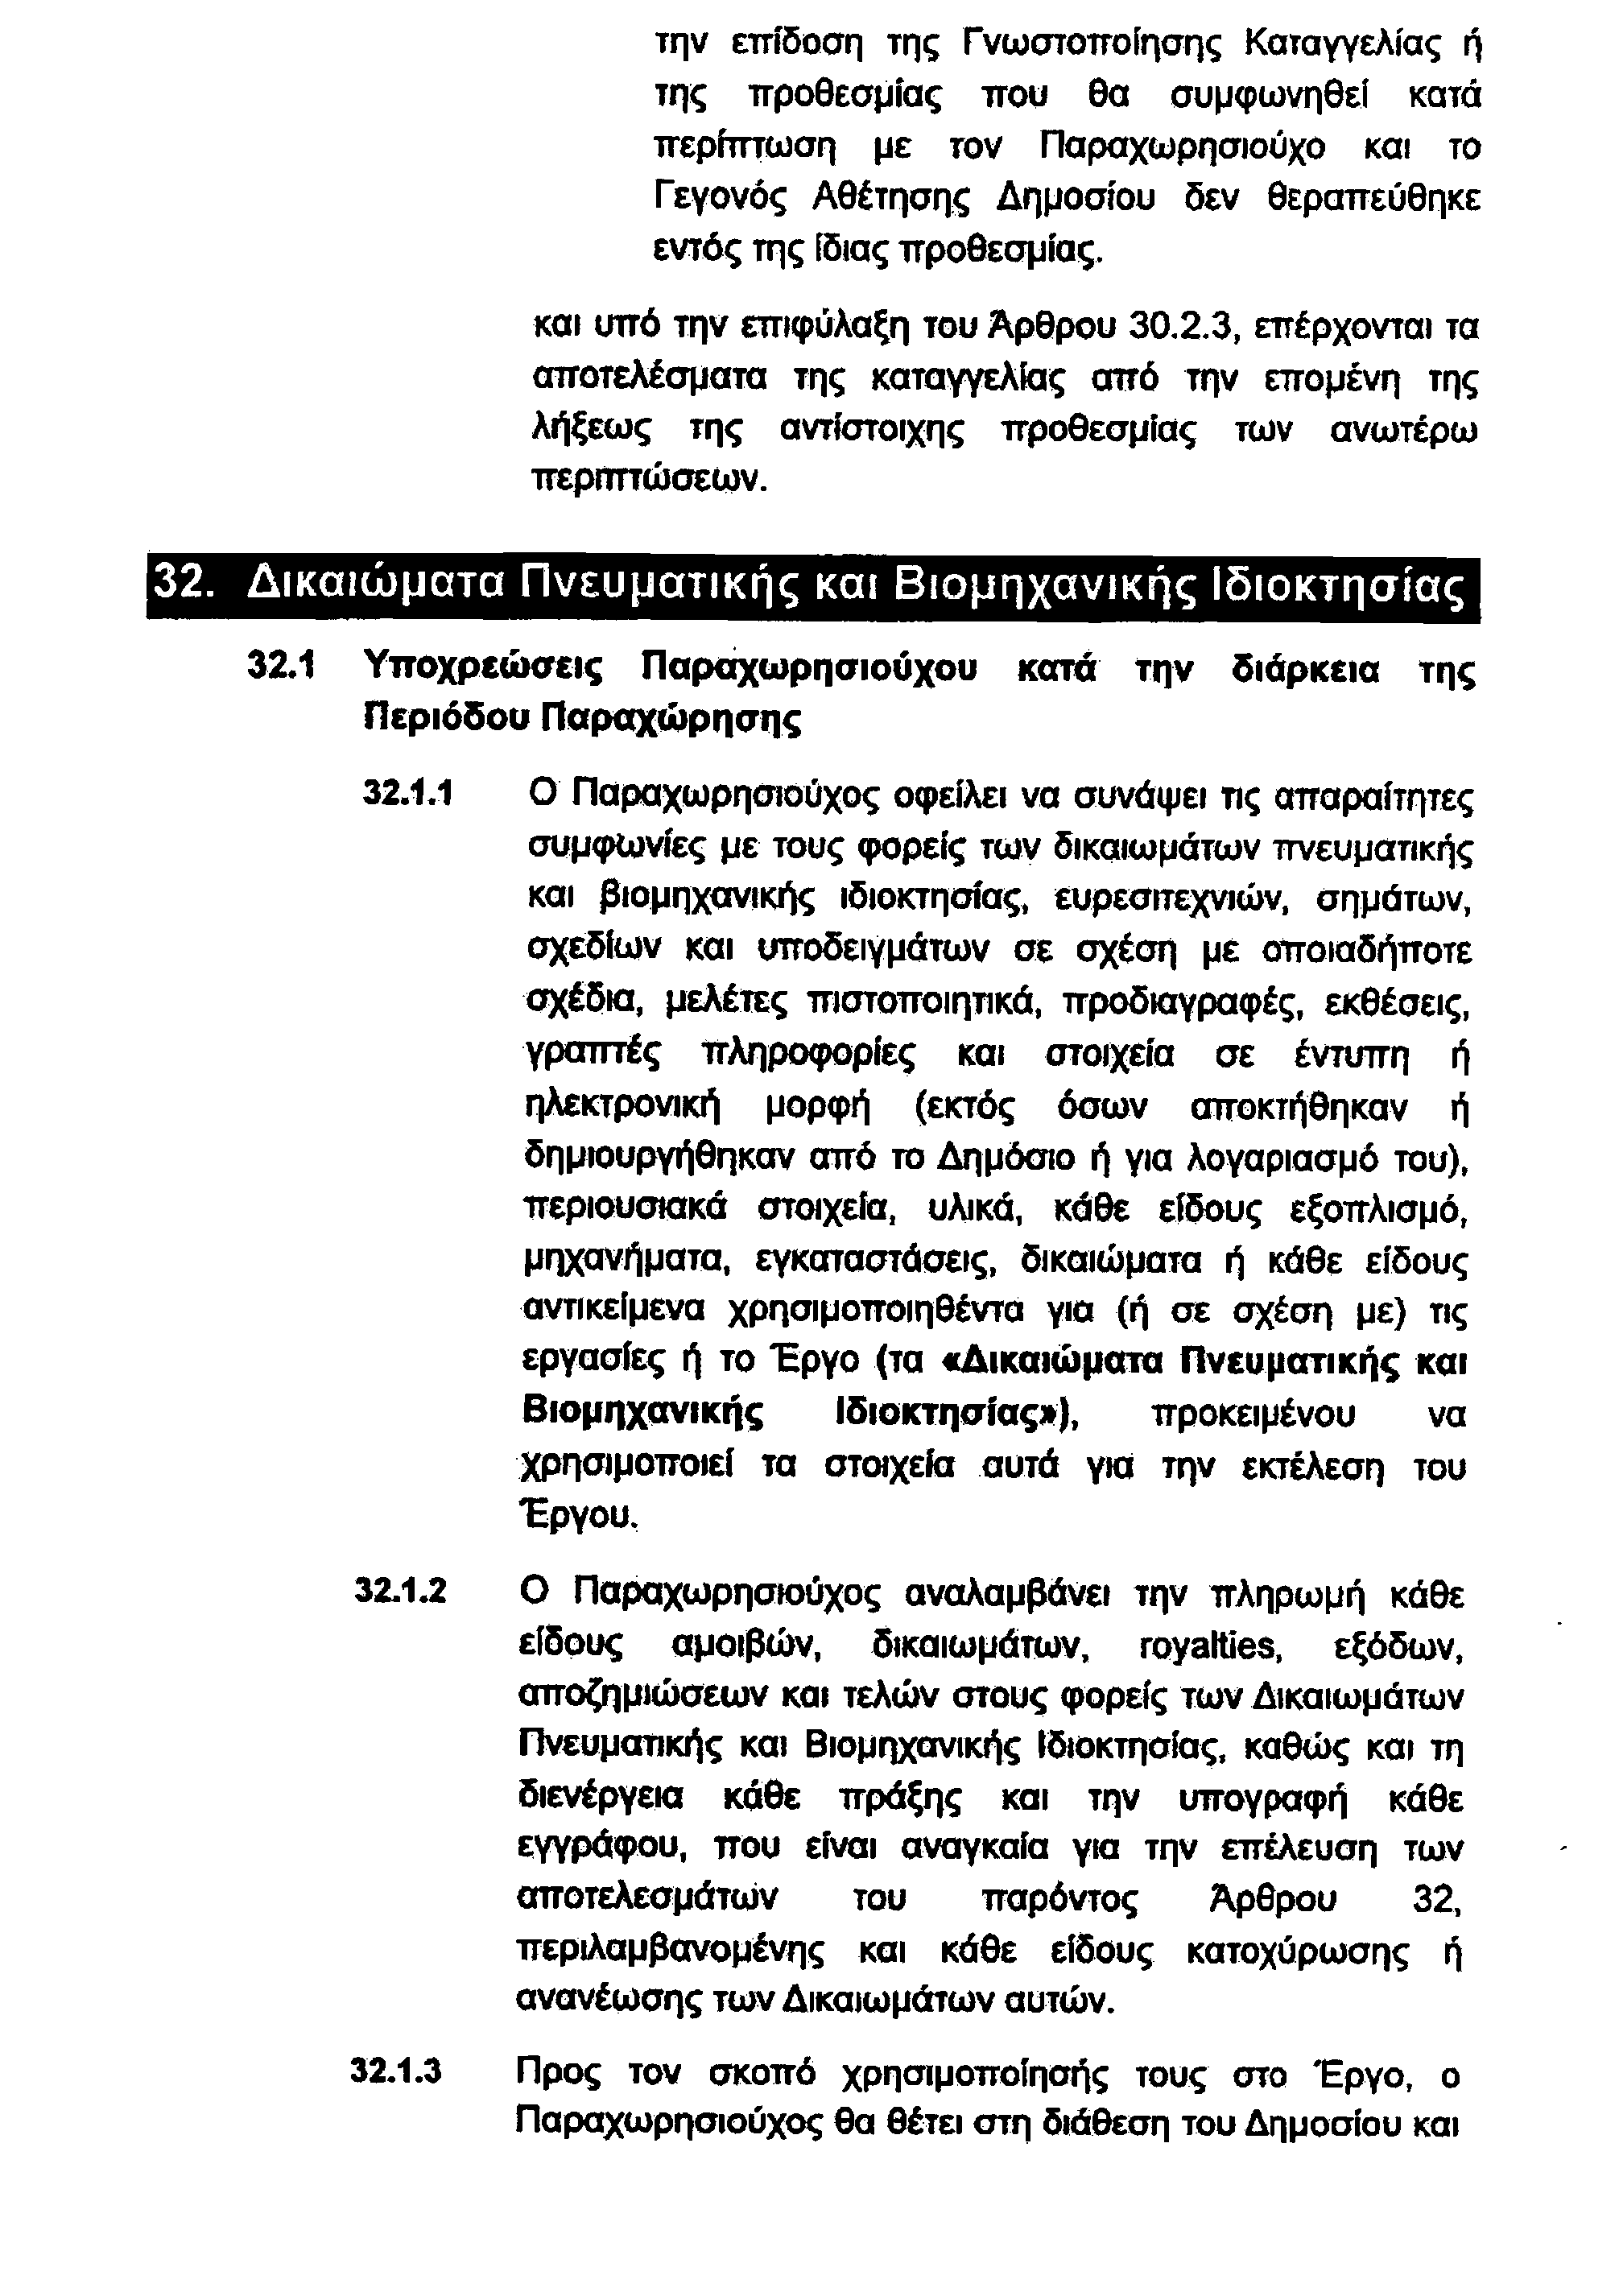 την επίδοση της Γνωστοποίησης Καταγγελίας ή
της προθεσμίας που θα συμφωνηθεί κατά
περίπτωση με τον Παραχωρησιούχο και το
Γεγονός Αθέτησης Δημοσίου δεν θεραπεύθηκε
εντός της ίδιας προθεσμίας.
και υπό την επιφύλαξη του Άρθρου 30.2.3, επέρχονται τα
αποτελέσματα της καταγγελίας από την επομένη της
λήξεως της αντίστοιχης προθεσμίας των ανωτέρω
περιπτώσεων.
32. Δικαιώματα Πνευματικής και Βιομηχανικής Ιδιοκτησίας
32.1 Υποχρεώσεις Παραχωρησιούχου κατά την διάρκεια της
Περιόδου Παραχώρησης
32.1.1 Ο Παραχωρησιούχος οφείλει να συνάψει τις απαραίτητες
συμφωνίες με τους φορείς των δικαιωμάτων πνευματικής
και βιομηχανικής ιδιοκτησίας, ευρεσιτεχνιών, σημάτων,
σχεδίων και υποδειγμάτων σε σχέση με οποιαδήποτε
σχέδια, μελέτες πιστοποιητικά, προδιαγραφές, εκθέσεις,
γραπτές πληροφορίες και στοιχεία σε έντυπη ή
ηλεκτρονική μορφή (εκτός όσων αποκτήθηκαν ή
δημιουργήθηκαν από το Δημόσιο ή για λογαριασμό του),
περιουσιακά στοιχεία, υλικά, κάθε είδους εξοπλισμό,
μηχανήματα, εγκαταστάσεις, δικαιώματα ή κάθε είδους
αντικείμενα χρησιμοποιηθέντα για (ή σε σχέση με) τις
εργασίες ή το Έργο (τα «Δικαιώματα Πνευματικής και
Βιομηχανικής Ιδιοκτησίας»), προκειμένου να
χρησιμοποιεί τα στοιχεία αυτά για την εκτέλεση του
Έργου.
32.1.2 Ο Παραχωρησιούχος αναλαμβάνει την πληρωμή κάθε
είδους αμοιβών, δικαιωμάτων, royalties, εξόδων,
αποζημιώσεων και τελών στους φορείς των Δικαιωμάτων
Πνευματικής και Βιομηχανικής Ιδιοκτησίας, καθώς και τη
διενέργεια κάθε πράξης και την υπογραφή κάθε
εγγράφου, που είναι αναγκαία για την επέλευση των
αποτελεσμάτων του παρόντος Άρθρου 32,
περιλαμβανομένης και κάθε είδους κατοχύρωσης ή
ανανέωσης των Δικαιωμάτων αυτών.
32.1.3 Προς τον σκοπό χρησιμοποίησής τους στο Έργο, ο
Παραχωρησιούχος θα θέτει στη διάθεση του Δημοσίου και